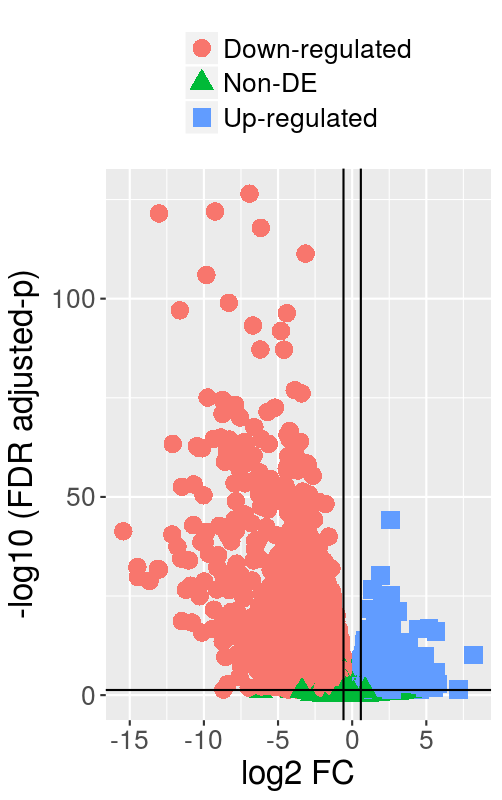 Down-regulated
Non-DE
Up-regulated
-log10 (FDR adjusted-p)
100
50
0
-15 -10 -5 0 5
log2 FC